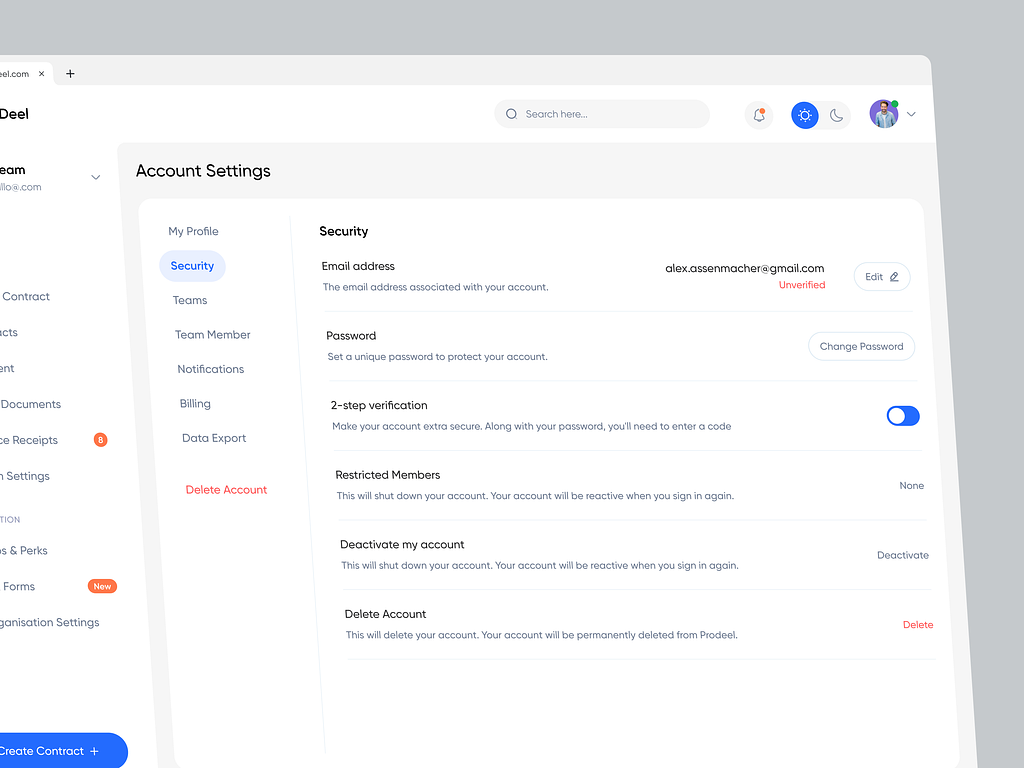 eel.com
Deel
Search here...
eam
llo@.com
Account Settings
Contract
acts
ent
Documents
ce Receipts
8
n Settings
TION
s & Perks
Forms
New
ganisation Settings
Create Contract +
My Profile
Security
Teams
Team Member
Notifications
Billing
Data Export
Delete Account
Security
Email address
The email address associated with your account.
alex.assenmacher@gmail.com
Unverified
Edit
Password
Set a unique password to protect your account.
Change Password
2-step verification
Make your account extra secure. Along with your password, you'll need to enter a code
Restricted Members
This will shut down your account. Your account will be reactive when you sign in again.
None
Deactivate my account
This will shut down your account. Your account will be reactive when you sign in again.
Deactivate
Delete Account
This will delete your account. Your account will be permanently deleted from Prodeel.
Delete